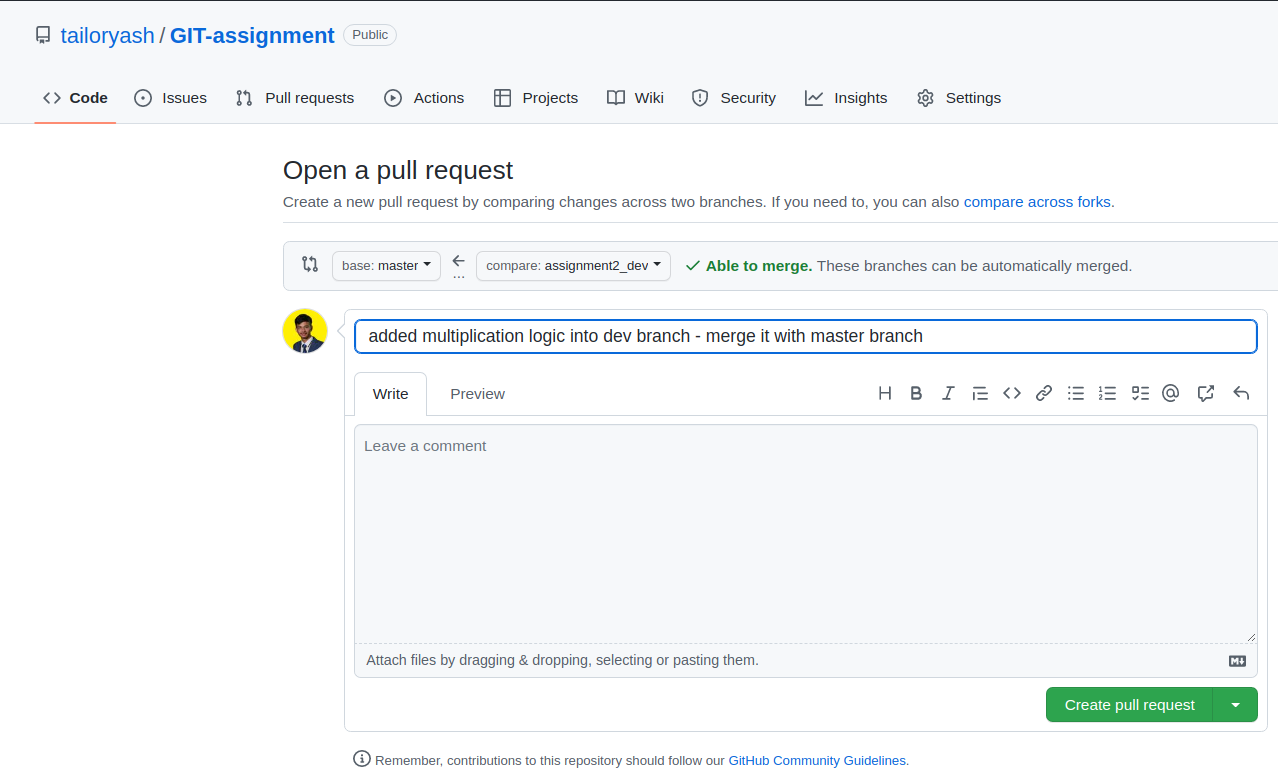 tailoryash / GIT-assignment Public
Code Issues Pull requests Actions Projects Wiki Security Insights Settings
Open a pull request
Create a new pull request by comparing changes across two branches. If you need to, you can also compare across forks.
base: master ... compare: assignment2_dev Able to merge. These branches can be automatically merged.
added multiplication logic into dev branch - merge it with master branch
Write Preview
Leave a comment
Attach files by dragging & dropping, selecting or pasting them.
Create pull request
Remember, contributions to this repository should follow our GitHub Community Guidelines.